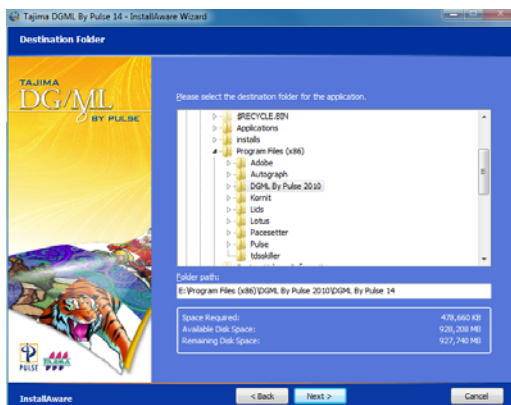 Tajima DGML By Pulse 14 - InstallAware Wizard
Destination Folder
TAJIMA
DG/ML
BY PULSE
Please select the destination folder for the application.
$RECYCLE.BIN
Applications
installs
Program Files (x86)
Adobe
Autograph
DGML By Pulse 2010
Kornit
Lids
Lotus
Pacesetter
Pulse
tdsskiller
Folder path:
E:\Program Files (x86)\DGML By Pulse 2010\DGML By Pulse 14
Space Required: 478,660 KB
Available Disk Space: 928,208 MB
Remaining Disk Space: 927,740 MB
PULSE TAJIMA
InstallAware
< Back Next > Cancel